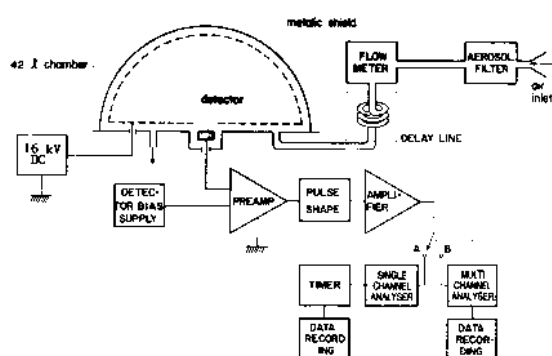 metalic shield
42 ℓ chamber
detector
FLOW
METER
AEROSOL
FILTER
air
inlet
DELAY LINE
16 kV
DC
DETEC-
TOR BIAS
SUPPLY
PREAMP
PULSE
SHAPE
AMPLI-
FIER
A
B
TIMER
SINGLE
CHANNEL
ANALYSER
MULTI
CHANNEL
ANALYSER
DATA
RECORD
ING
DATA
RECOR-
DING